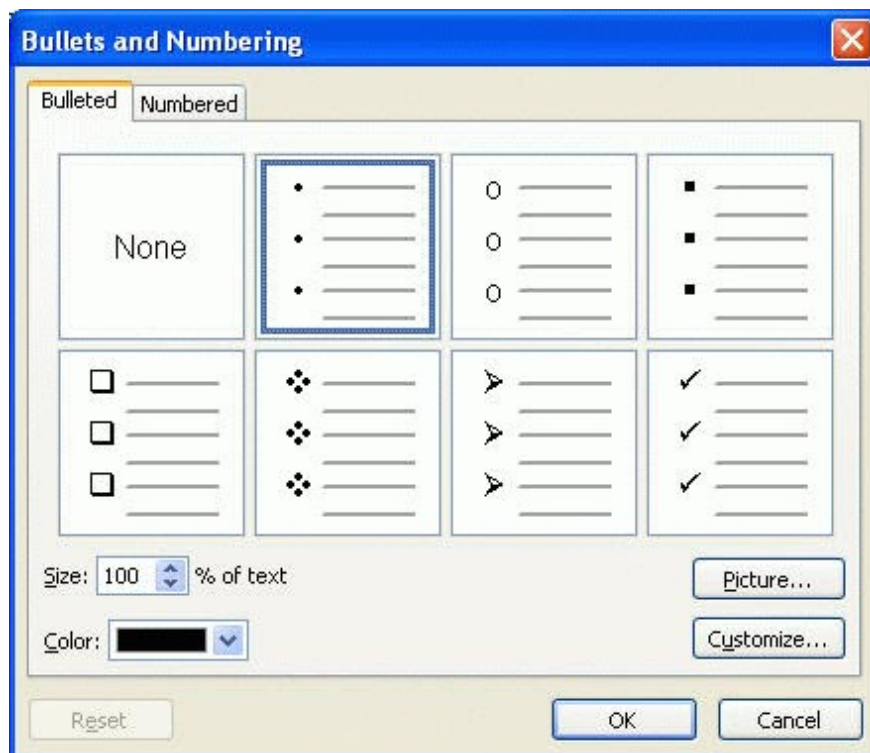 Bullets and Numbering
Bulleted
Numbered
None
Size: 100 % of text
Picture...
Color:
Customize...
Reset
OK
Cancel